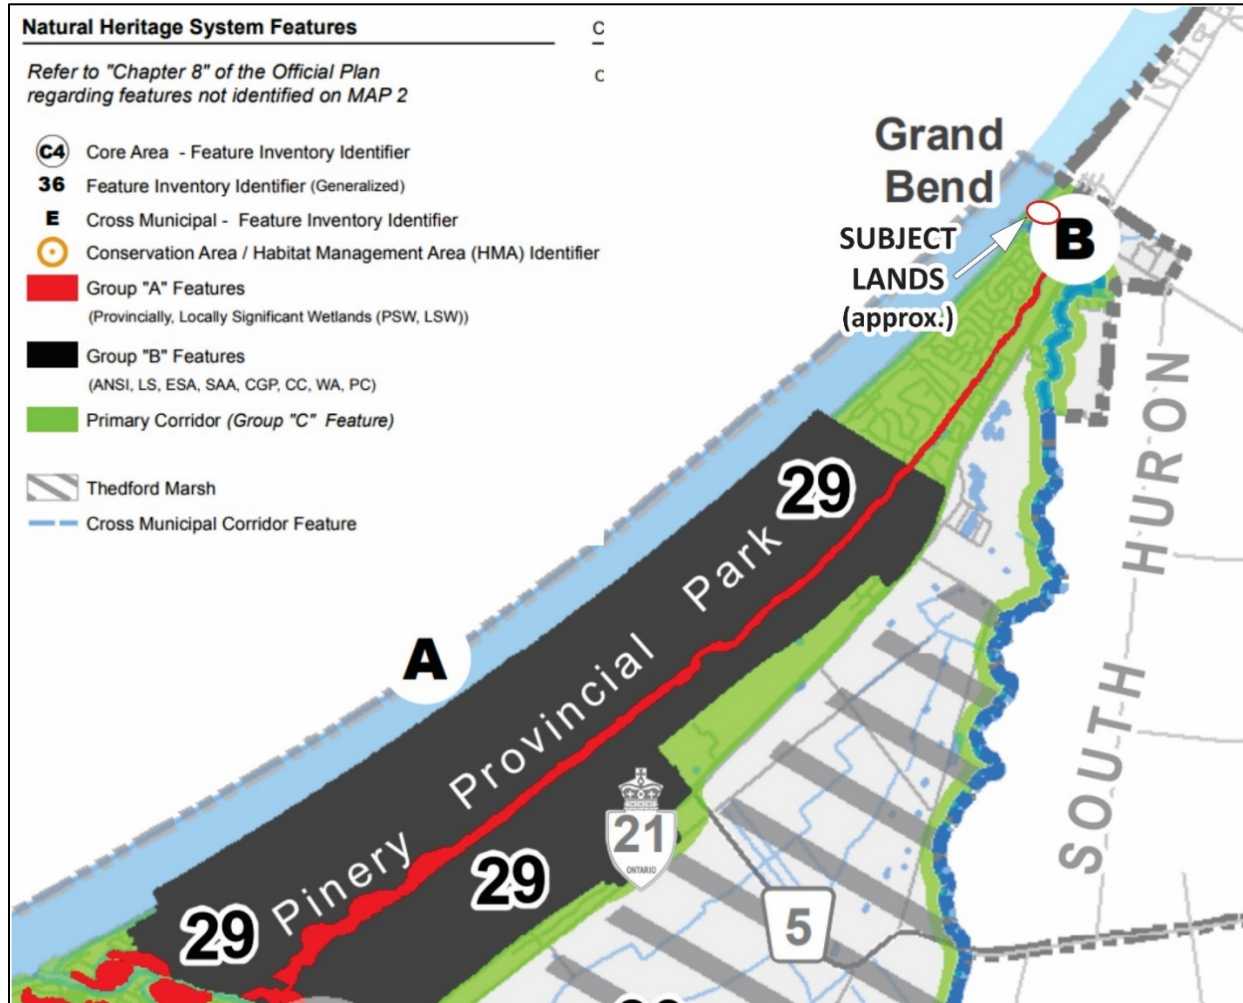 Natural Heritage System Features
C
Refer to "Chapter 8" of the Official Plan
regarding features not identified on MAP 2
C
C4 Core Area - Feature Inventory Identifier
36 Feature Inventory Identifier (Generalized)
E Cross Municipal - Feature Inventory Identifier
Conservation Area / Habitat Management Area (HMA) Identifier
Group "A" Features
(Provincially, Locally Significant Wetlands (PSW, LSW))
Group "B" Features
(ANSI, LS, ESA, SAA, CGP, CC, WA, PC)
Primary Corridor (Group "C" Feature)
Thedford Marsh
Cross Municipal Corridor Feature
Grand
Bend
SUBJECT
LANDS
(approx.)
B
29
A
Pinery Provincial Park
SOUTH HURON
21
ONTARIO
29
29
5